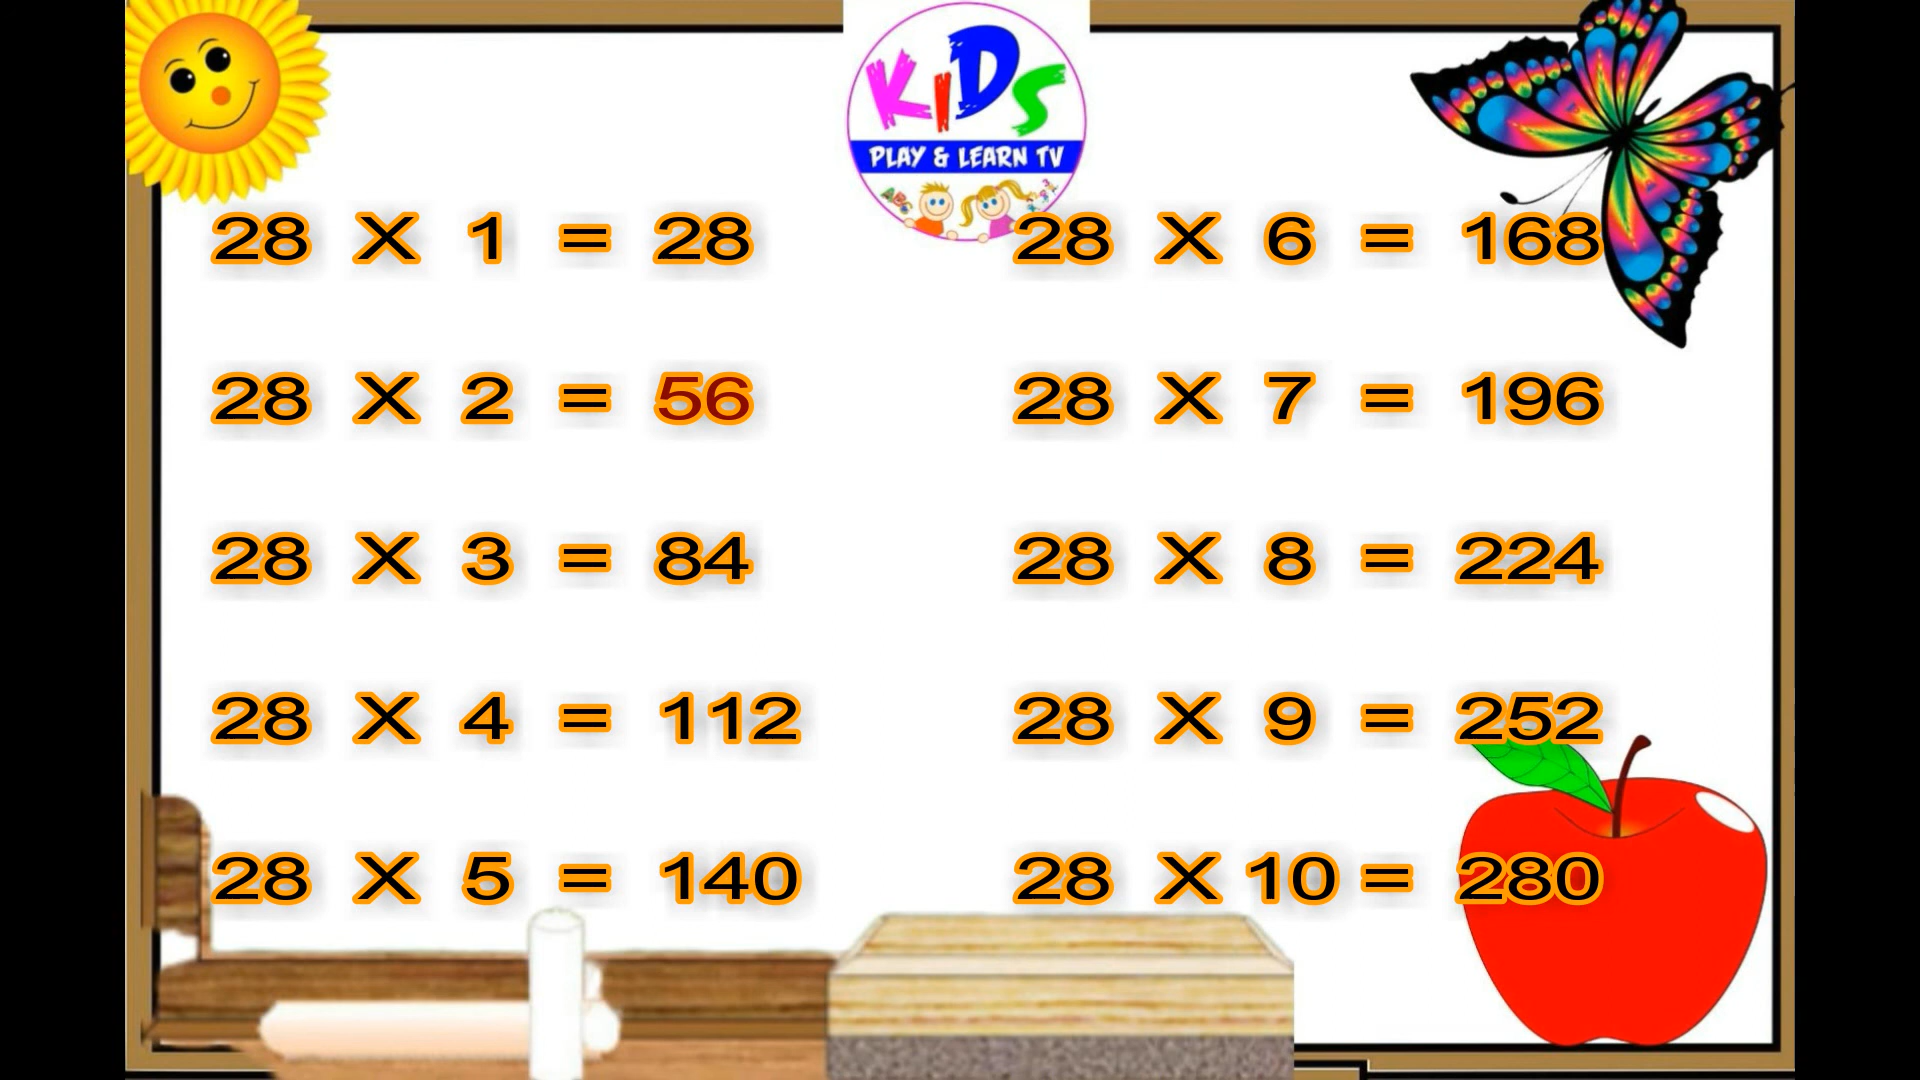 KiDS
PLAY & LEARN TV
28 X 1 = 28
28 X 2 = 56
28 X 3 = 84
28 X 4 = 112
28 X 5 = 140
28 X 6 = 168
28 X 7 = 196
28 X 8 = 224
28 X 9 = 252
28 X 10 = 280